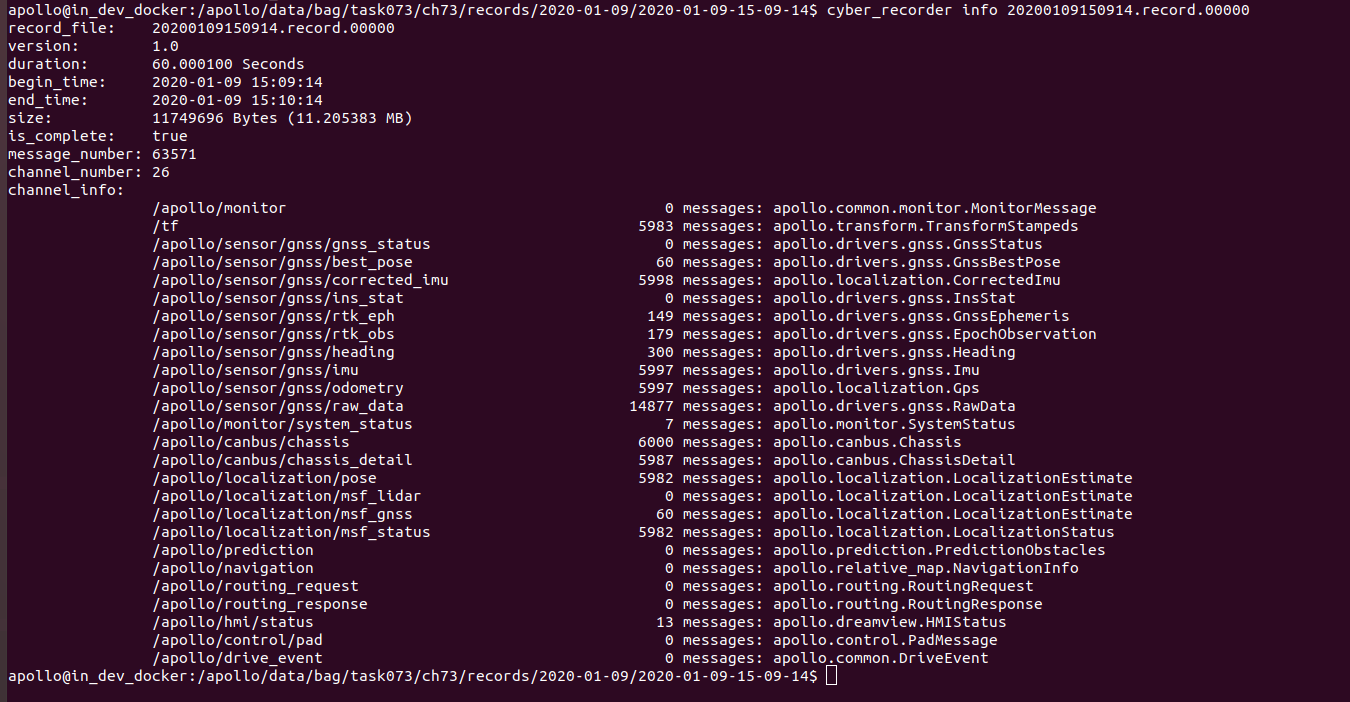 apollo@in_dev_docker:/apollo/data/bag/task073/ch73/records/2020-01-09/2020-01-09-15-09-14$ cyber_recorder info 20200109150914.record.00000
record_file:    20200109150914.record.00000
version:        1.0
duration:       60.000100 Seconds
begin_time:     2020-01-09 15:09:14
end_time:       2020-01-09 15:10:14
size:           11749696 Bytes (11.205383 MB)
is_complete:    true
message_number: 63571
channel_number: 26
channel_info:
                /apollo/monitor                                          0 messages: apollo.common.monitor.MonitorMessage
                /tf                                                   5983 messages: apollo.transform.TransformStampeds
                /apollo/sensor/gnss/gnss_status                          0 messages: apollo.drivers.gnss.GnssStatus
                /apollo/sensor/gnss/best_pose                           60 messages: apollo.drivers.gnss.GnssBestPose
                /apollo/sensor/gnss/corrected_imu                     5998 messages: apollo.localization.CorrectedImu
                /apollo/sensor/gnss/ins_stat                             0 messages: apollo.drivers.gnss.InsStat
                /apollo/sensor/gnss/rtk_eph                            149 messages: apollo.drivers.gnss.GnssEphemeris
                /apollo/sensor/gnss/rtk_obs                            179 messages: apollo.drivers.gnss.EpochObservation
                /apollo/sensor/gnss/heading                            300 messages: apollo.drivers.gnss.Heading
                /apollo/sensor/gnss/imu                               5997 messages: apollo.drivers.gnss.Imu
                /apollo/sensor/gnss/odometry                          5997 messages: apollo.localization.Gps
                /apollo/sensor/gnss/raw_data                         14877 messages: apollo.drivers.gnss.RawData
                /apollo/monitor/system_status                            7 messages: apollo.monitor.SystemStatus
                /apollo/canbus/chassis                                6000 messages: apollo.canbus.Chassis
                /apollo/canbus/chassis_detail                         5987 messages: apollo.canbus.ChassisDetail
                /apollo/localization/pose                             5982 messages: apollo.localization.LocalizationEstimate
                /apollo/localization/msf_lidar                           0 messages: apollo.localization.LocalizationEstimate
                /apollo/localization/msf_gnss                           60 messages: apollo.localization.LocalizationEstimate
                /apollo/localization/msf_status                       5982 messages: apollo.localization.LocalizationStatus
                /apollo/prediction                                       0 messages: apollo.prediction.PredictionObstacles
                /apollo/navigation                                       0 messages: apollo.relative_map.NavigationInfo
                /apollo/routing_request                                  0 messages: apollo.routing.RoutingRequest
                /apollo/routing_response                                 0 messages: apollo.routing.RoutingResponse
                /apollo/hmi/status                                      13 messages: apollo.dreamview.HMIStatus
                /apollo/control/pad                                      0 messages: apollo.control.PadMessage
                /apollo/drive_event                                      0 messages: apollo.common.DriveEvent
apollo@in_dev_docker:/apollo/data/bag/task073/ch73/records/2020-01-09/2020-01-09-15-09-14$